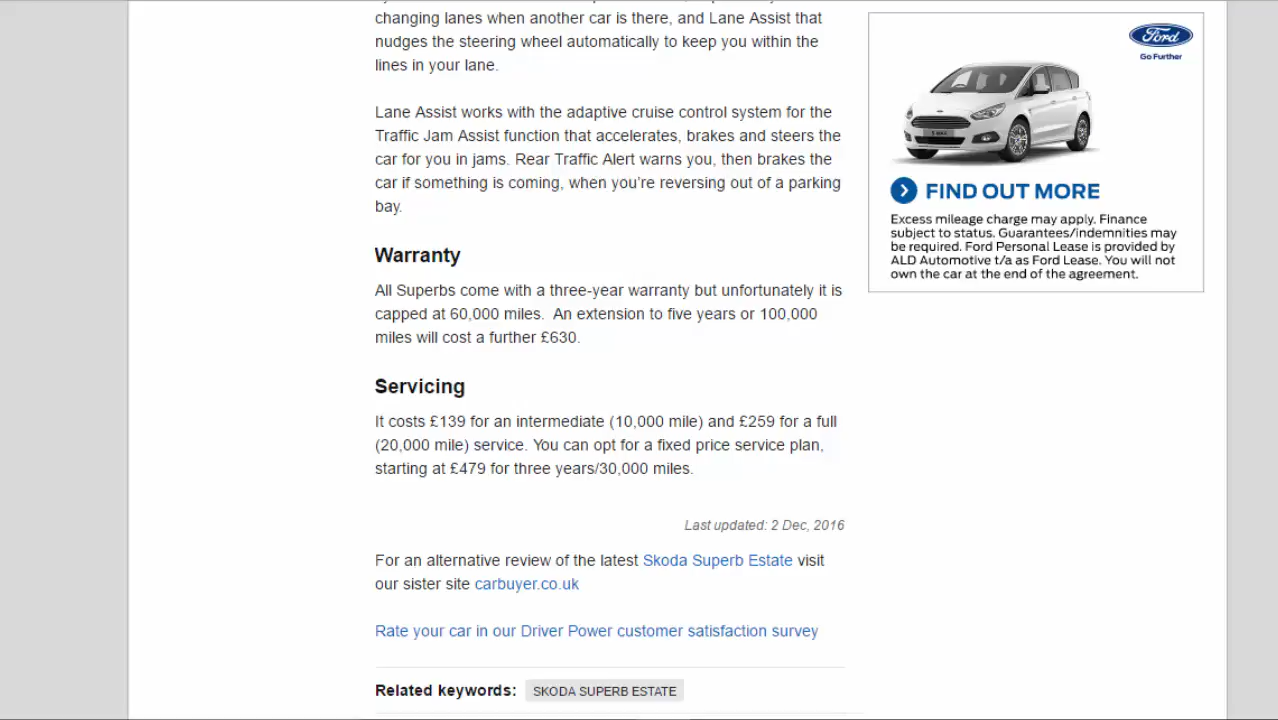 changing lanes when another car is there, and Lane Assist that
nudges the steering wheel automatically to keep you within the
lines in your lane.
Lane Assist works with the adaptive cruise control system for the
Traffic Jam Assist function that accelerates, brakes and steers the
car for you in jams. Rear Traffic Alert warns you, then brakes the
car if something is coming, when you’re reversing out of a parking
bay.
Warranty
All Superbs come with a three-year warranty but unfortunately it is
capped at 60,000 miles.  An extension to five years or 100,000
miles will cost a further £630.
Servicing
It costs £139 for an intermediate (10,000 mile) and £259 for a full
(20,000 mile) service. You can opt for a fixed price service plan,
starting at £479 for three years/30,000 miles.
Last updated: 2 Dec, 2016
For an alternative review of the latest Skoda Superb Estate visit
our sister site carbuyer.co.uk
Rate your car in our Driver Power customer satisfaction survey
Related keywords: SKODA SUPERB ESTATE
Ford
Go Further
S-MAX
FIND OUT MORE
Excess mileage charge may apply. Finance
subject to status. Guarantees/indemnities may
be required. Ford Personal Lease is provided by
ALD Automotive t/a as Ford Lease. You will not
own the car at the end of the agreement.